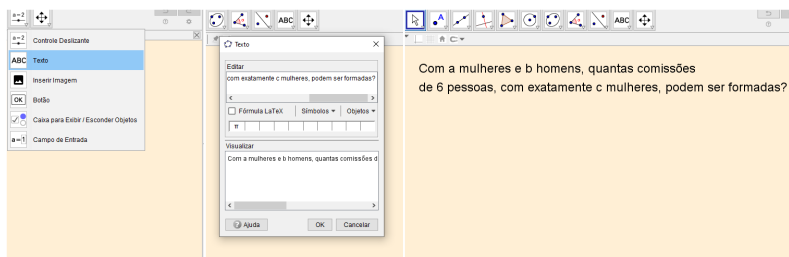 a=2
a=2
Controle Deslizante
ABC
Texto
Inserir Imagem
OK
Botão
Caixa para Exibir / Esconder Objetos
a=1
Campo de Entrada
ABC
Texto
Editar
com exatamente c mulheres, podem ser formadas?
Fórmula LaTeX
Símbolos
Objetos
π
Visualizar
Com a mulheres e b homens, quantas comissões d
Ajuda
OK
Cancelar
A
ABC
Com a mulheres e b homens, quantas comissões
de 6 pessoas, com exatamente c mulheres, podem ser formadas?